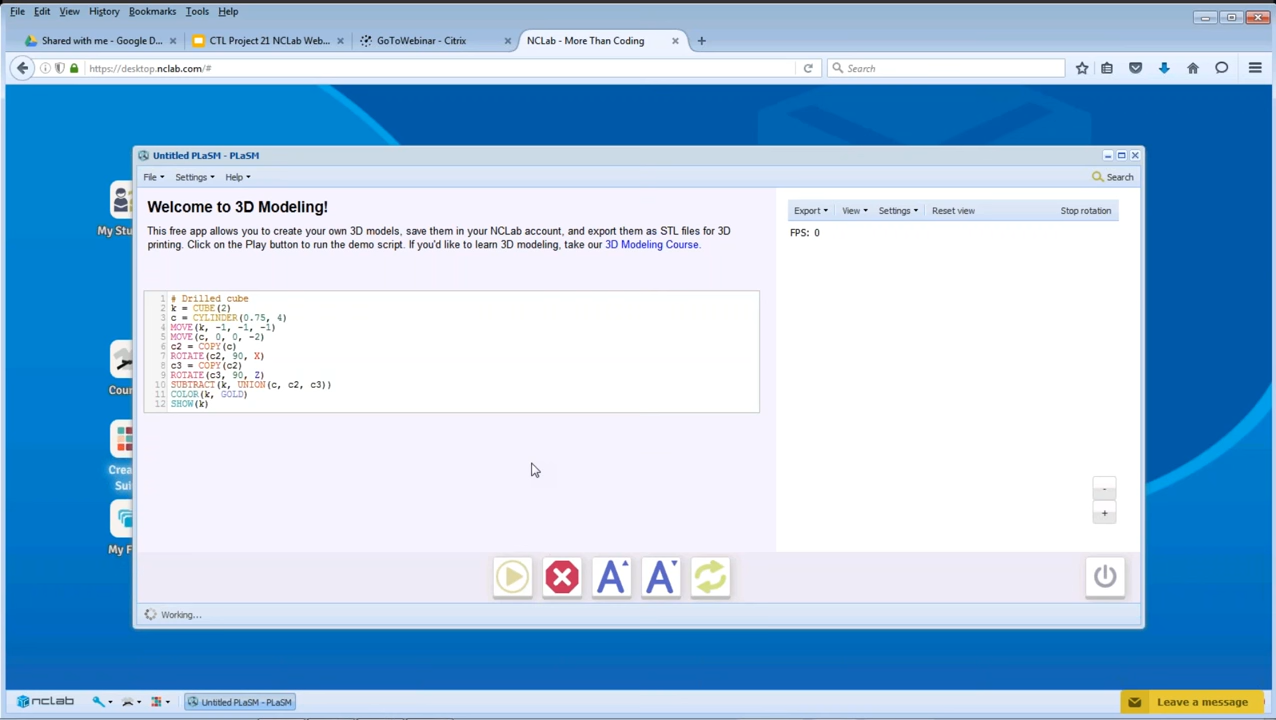 File Edit View History Bookmarks Tools Help
Shared with me - Google D... CTL Project 21 NCLab Web... GoToWebinar - Citrix NCLab - More Than Coding
https://desktop.nclab.com/# Search
Untitled PLaSM - PLaSM
File Settings Help Search
Welcome to 3D Modeling!
This free app allows you to create your own 3D models, save them in your NCLab account, and export them as STL files for 3D
printing. Click on the Play button to run the demo script. If you'd like to learn 3D modeling, take our 3D Modeling Course.
Export View Settings Reset view Stop rotation
FPS: 0
1 # Drilled cube
2 k = CUBE(2)
3 c = CYLINDER(0.75, 4)
4 MOVE(k, -1, -1, -1)
5 MOVE(c, 0, 0, -2)
6 c2 = COPY(c)
7 ROTATE(c2, 90, X)
8 c3 = COPY(c2)
9 ROTATE(c3, 90, Z)
10 SUBTRACT(k, UNION(c, c2, c3))
11 COLOR(k, GOLD)
12 SHOW(k)
My Stu
Cour
Crea
Sui
My F
-
+
A A
Working...
nclab Untitled PLaSM - PLaSM Leave a message